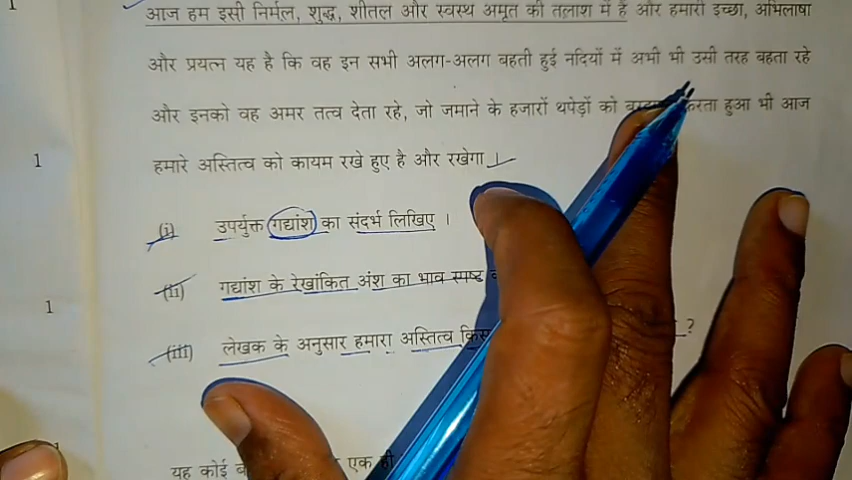 1
आज हम इसी निर्मल, शुद्ध, शीतल और स्वस्थ अमृत की तलाश में हैं और हमारी इच्छा, अभिलाषा
और प्रयत्न यह है कि वह इन सभी अलग-अलग बहती हुई नदियों में अभी भी उसी तरह बहता रहे
और इनको वह अमर तत्व देता रहे, जो जमाने के हजारों थपेड़ों को करता हुआ भी आज
1
हमारे अस्तित्व को कायम रखे हुए है और रखेगा ।
(i) उपर्युक्त गद्यांश का संदर्भ लिखिए ।
(ii) गद्यांश के रेखांकित अंश का भाव स्पष्ट
1
(iii) लेखक के अनुसार हमारा अस्तित्व किस ?
यह कोई एक ही